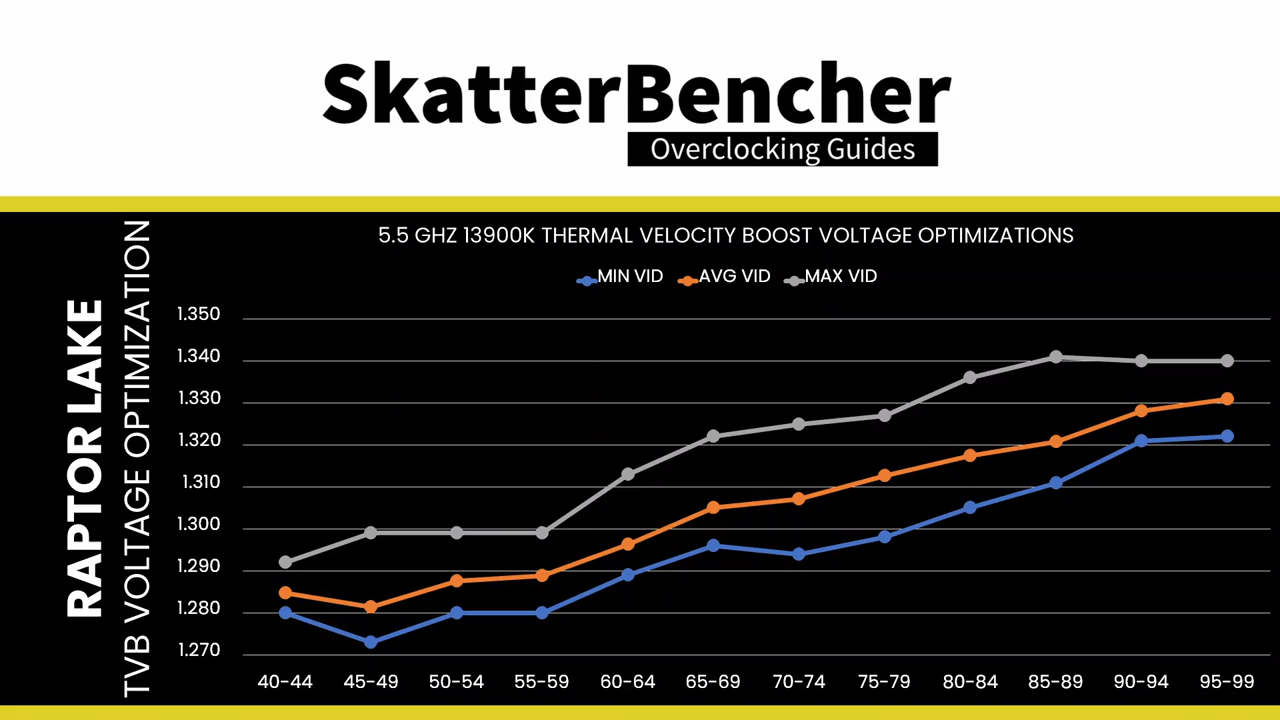 SkatterBencher
Overclocking Guides
RAPTOR LAKE
TVB VOLTAGE OPTIMIZATION
5.5 GHZ 13900K THERMAL VELOCITY BOOST VOLTAGE OPTIMIZATIONS
MIN VID AVG VID MAX VID
1.350
1.340
1.330
1.320
1.310
1.300
1.290
1.280
1.270
40-44 45-49 50-54 55-59 60-64 65-69 70-74 75-79 80-84 85-89 90-94 95-99